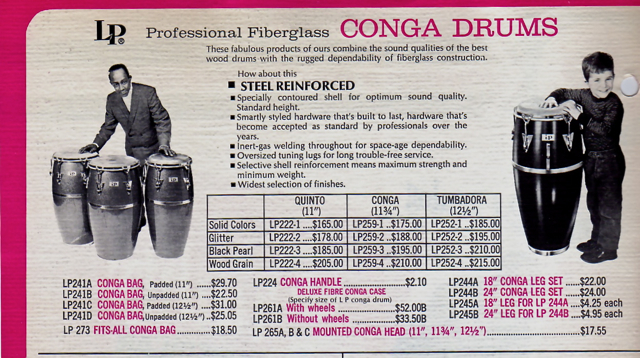 LP® Professional Fiberglass CONGA DRUMS
These fabulous products of ours combine the sound qualities of the best
wood drums with the rugged dependability of fiberglass construction.
How about this
■ STEEL REINFORCED
■ Specially contoured shell for optimum sound quality.
Standard height.
■ Smartly styled hardware that's built to last, hardware that's
become accepted as standard by professionals over the
years.
■ Inert-gas welding throughout for space-age dependability.
■ Oversized tuning lugs for long trouble-free service.
■ Selective shell reinforcement means maximum strength and
minimum weight.
■ Widest selection of finishes.
QUINTO CONGA TUMBADORA
(11") (11¾") (12½")
Solid Colors LP222-1 ....$165.00 LP259-1 ..$175.00 LP252-1 ..$185.00
Glitter LP222-2 ....$178.00 LP259-2 ..$188.00 LP252-2 ..$195.00
Black Pearl LP222-3 ....$185.00 LP259-3 ..$195.00 LP252-3 ..$210.00
Wood Grain LP222-4 ....$205.00 LP259-4 ..$210.00 LP252-4 ..$215.00
LP241A CONGA BAG, Padded (11") ......$29.70
LP241B CONGA BAG, Unpadded (11") ..$22.50
LP241C CONGA BAG, Padded (12½") ....$31.00
LP241D CONGA BAG, Unpadded (12½") ..$25.05
LP 273 FITS-ALL CONGA BAG ............$18.50
LP224 CONGA HANDLE ......................$2.10
DELUXE FIBRE CONGA CASE
(Specify size of L P conga drum)
LP261A With wheels ....................$52.00B
LP261B Without wheels ................$33.50B
LP244A 18" CONGA LEG SET ......$22.00
LP244B 24" CONGA LEG SET ......$24.00
LP245A 18" LEG FOR LP 244A ....$4.25 each
LP245B 24" LEG FOR LP 244B ....$4.95 each
LP 265A, B & C MOUNTED CONGA HEAD (11", 11¾", 12½") ..............................$17.55